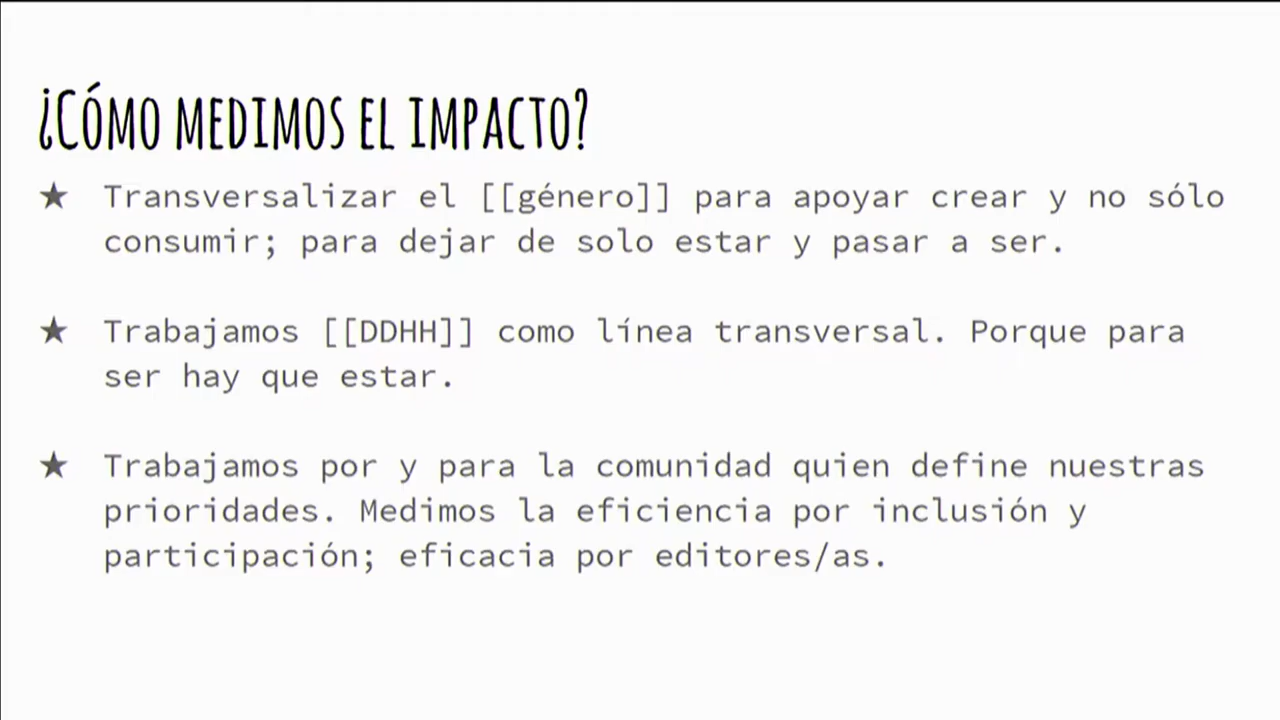 ¿Cómo medimos el impacto?
★ Transversalizar el [[género]] para apoyar crear y no sólo
consumir; para dejar de solo estar y pasar a ser.
★ Trabajamos [[DDHH]] como línea transversal. Porque para
ser hay que estar.
★ Trabajamos por y para la comunidad quien define nuestras
prioridades. Medimos la eficiencia por inclusión y
participación; eficacia por editores/as.